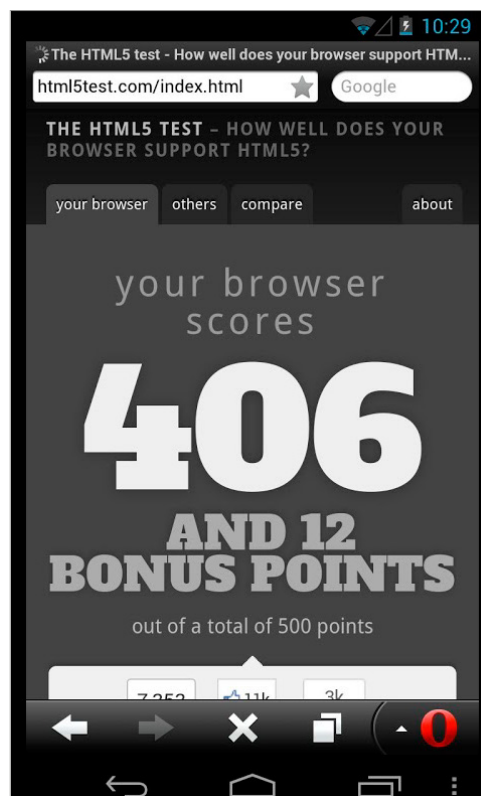 10:29
The HTML5 test - How well does your browser support HTM...
html5test.com/index.html Google
THE HTML5 TEST – HOW WELL DOES YOUR
BROWSER SUPPORT HTML5?
your browser others compare about
your browser
scores
406
AND 12
BONUS POINTS
out of a total of 500 points
11k 3k